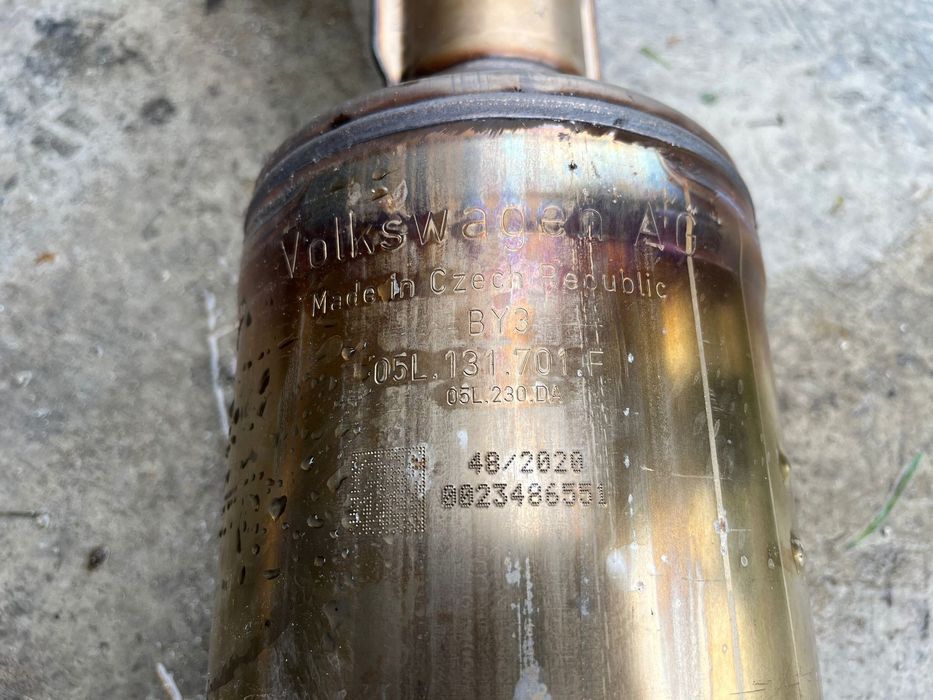 Volkswagen AG
Made in Czech Republic
BY3
05L.131.701.F
05L.230.DA
48/2020
0023486551